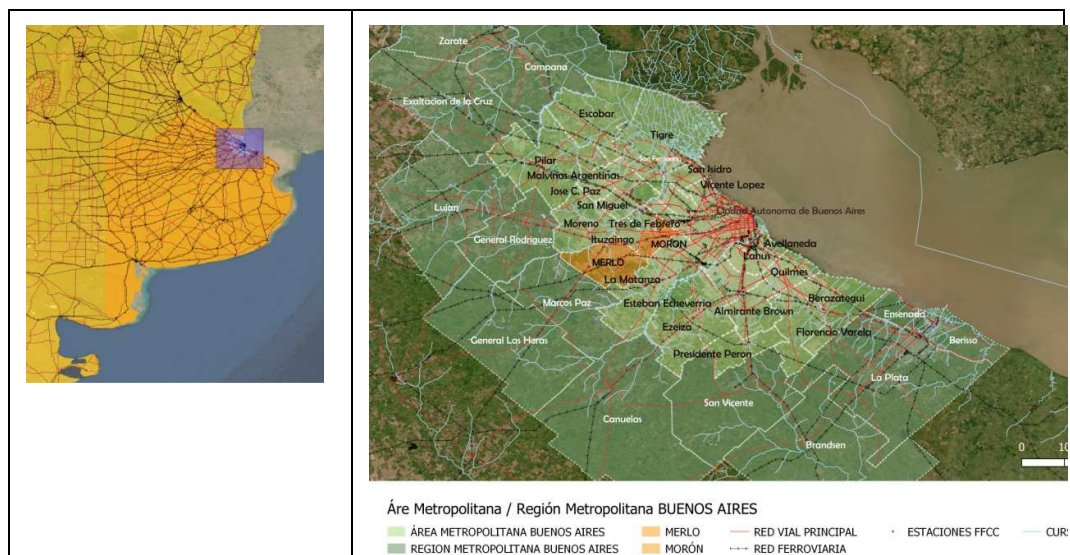 Zarate
Campana
Exaltacion de la Cruz
Escobar
Tigre
San Fernando
San Isidro
Pilar
Malvinas Argentinas
Vicente Lopez
Jose C. Paz
San Miguel
Lujan
Ciudad Autonoma de Buenos Aires
Moreno
Tres de Febrero
General Rodriguez
Ituzaingo
MORON
Avellaneda
Lanus
MERLO
Quilmes
La Matanza
Marcos Paz
Esteban Echeverria
Berazategui
Almirante Brown
Ensenada
Ezeiza
Florencio Varela
General Las Heras
Berisso
Presidente Peron
La Plata
San Vicente
Canuelas
Brandsen
0 10
Áre Metropolitana / Región Metropolitana BUENOS AIRES
ÁREA METROPOLITANA BUENOS AIRES MERLO RED VIAL PRINCIPAL ESTACIONES FFCC CURS
REGION METROPOLITANA BUENOS AIRES MORÓN RED FERROVIARIA